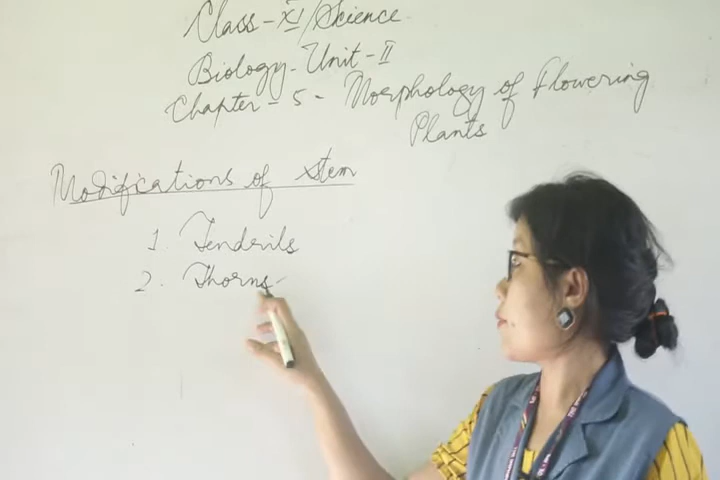 Class - XI/Science
Biology - Unit - II
Chapter - 5 - Morphology of Flowering
Plants
Modifications of Stem
1. Tendrils
2. Thorns -